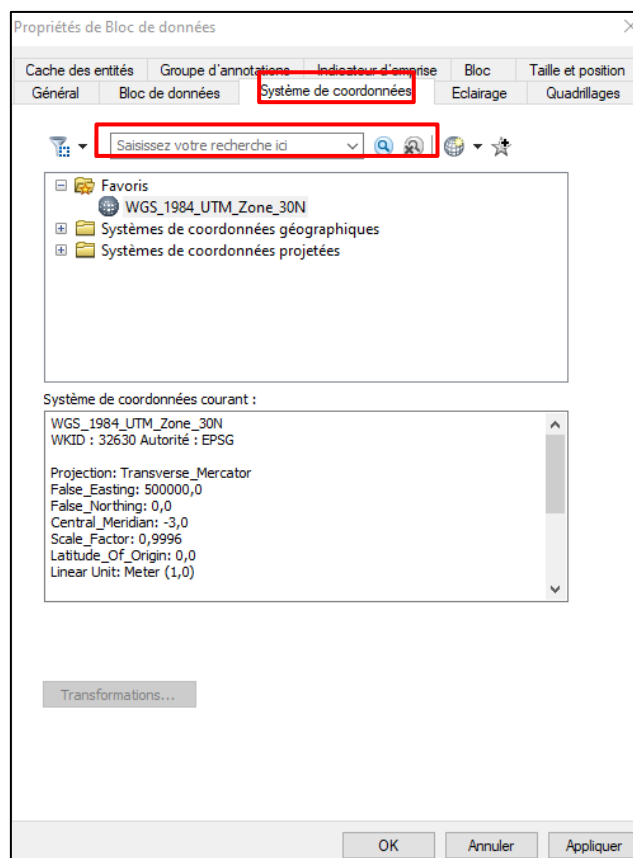 Propriétés de Bloc de données
Cache des entités Groupe d'annotations Indicateur d'emprise Bloc Taille et position
Général Bloc de données Système de coordonnées Eclairage Quadrillages
Saisissez votre recherche ici
Favoris
WGS_1984_UTM_Zone_30N
Systèmes de coordonnées géographiques
Systèmes de coordonnées projetées
Système de coordonnées courant :
WGS_1984_UTM_Zone_30N
WKID : 32630 Autorité : EPSG
Projection: Transverse_Mercator
False_Easting: 500000,0
False_Northing: 0,0
Central_Meridian: -3,0
Scale_Factor: 0,9996
Latitude_Of_Origin: 0,0
Linear Unit: Meter (1,0)
Transformations...
OK Annuler Appliquer